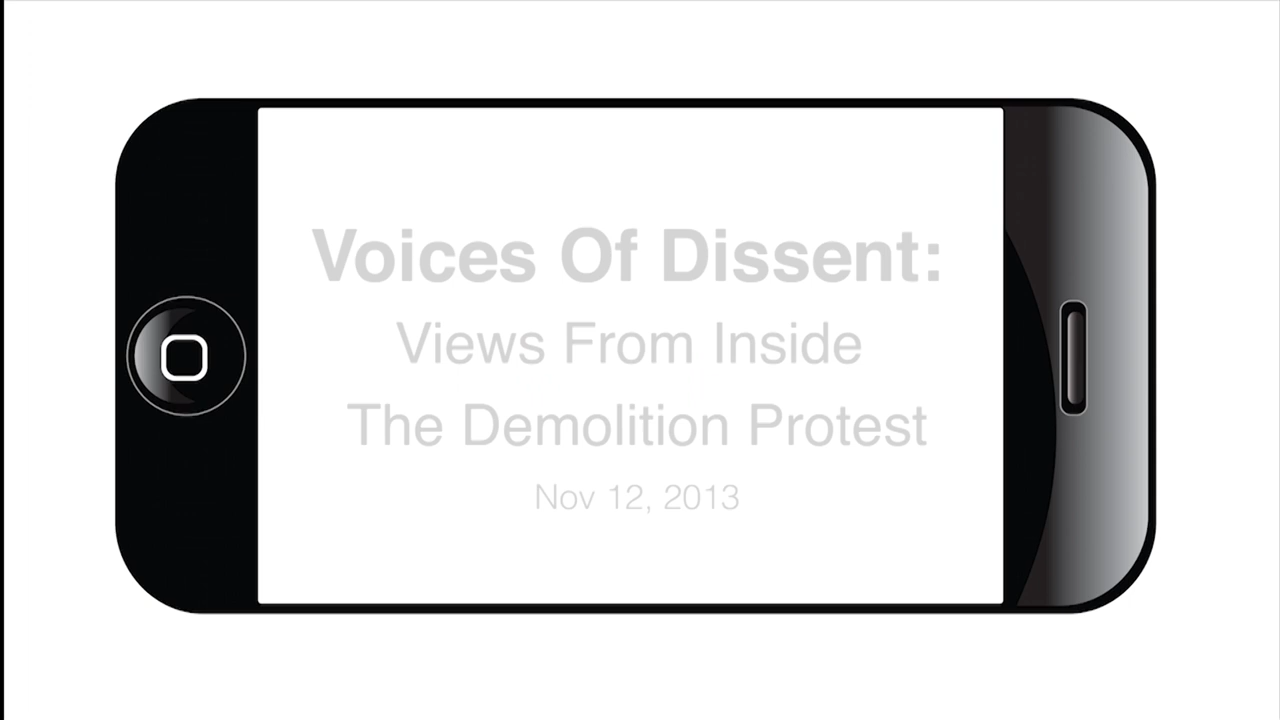 Voices Of Dissent:
Views From Inside
The Demolition Protest
Nov 12, 2013